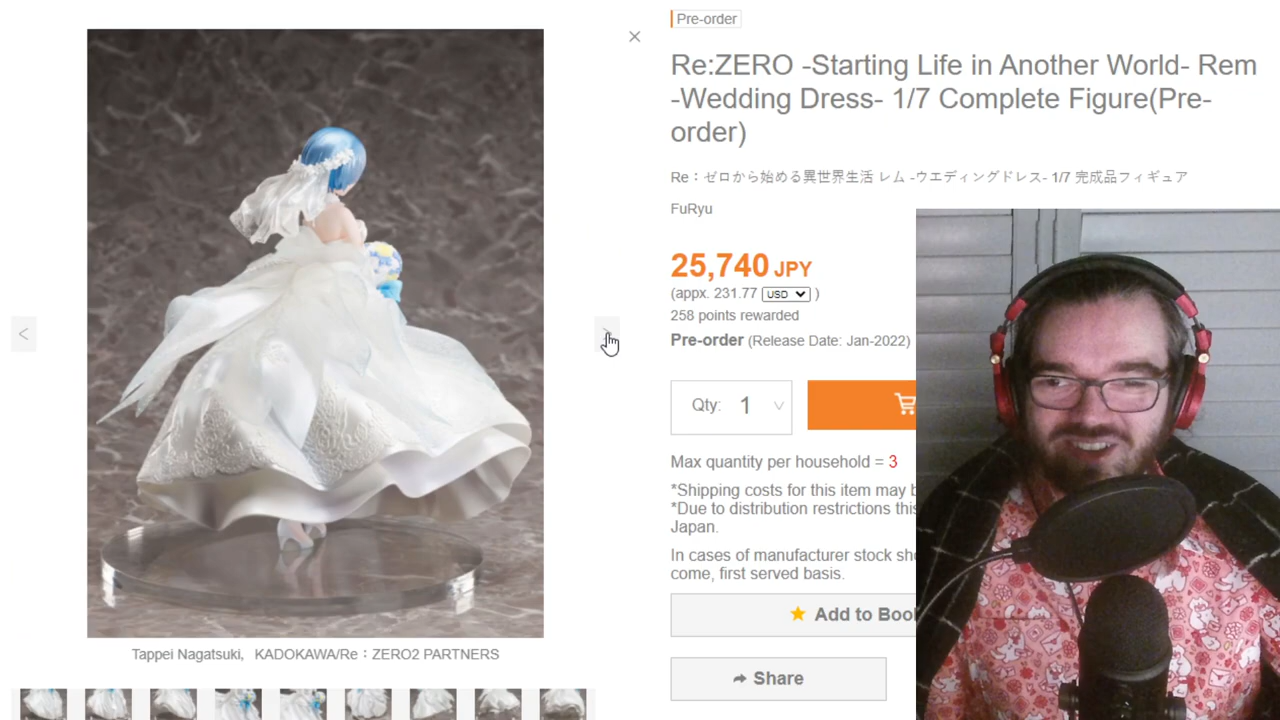 Pre-order
Re:ZERO -Starting Life in Another World- Rem
-Wedding Dress- 1/7 Complete Figure(Pre-
order)
Re：ゼロから始める異世界生活 レム -ウエディングドレス- 1/7 完成品フィギュア
FuRyu
25,740 JPY
(appx. 231.77 USD )
258 points rewarded
Pre-order (Release Date: Jan-2022)
Qty: 1
Max quantity per household = 3
*Shipping costs for this item may
*Due to distribution restrictions this
Japan.
In cases of manufacturer stock
come, first served basis.
Add to
Share
Tappei Nagatsuki, KADOKAWA/Re：ZERO2 PARTNERS